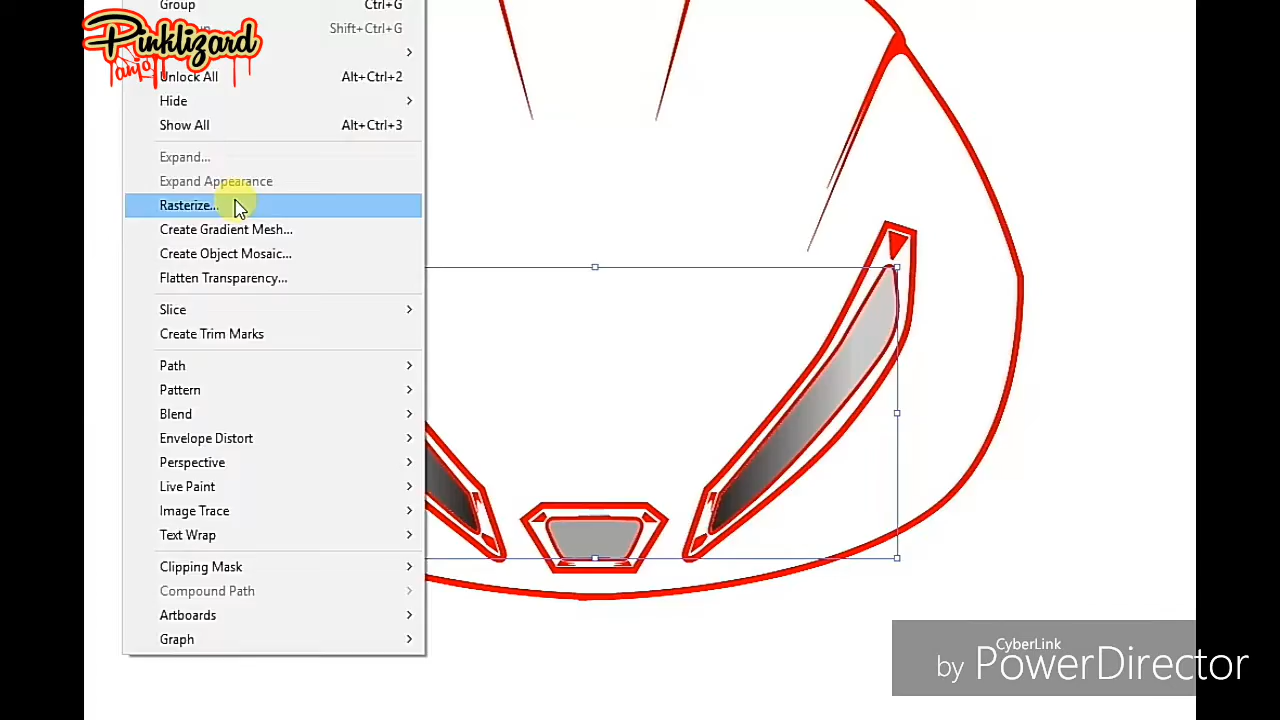 Group Ctrl+G
Shift+Ctrl+G
Pinklizard
anjo
Unlock All Alt+Ctrl+2
Hide
Show All Alt+Ctrl+3
Expand...
Expand Appearance
Rasterize...
Create Gradient Mesh...
Create Object Mosaic...
Flatten Transparency...
Slice
Create Trim Marks
Path
Pattern
Blend
Envelope Distort
Perspective
Live Paint
Image Trace
Text Wrap
Clipping Mask
Compound Path
Artboards
Graph
CyberLink
by PowerDirector